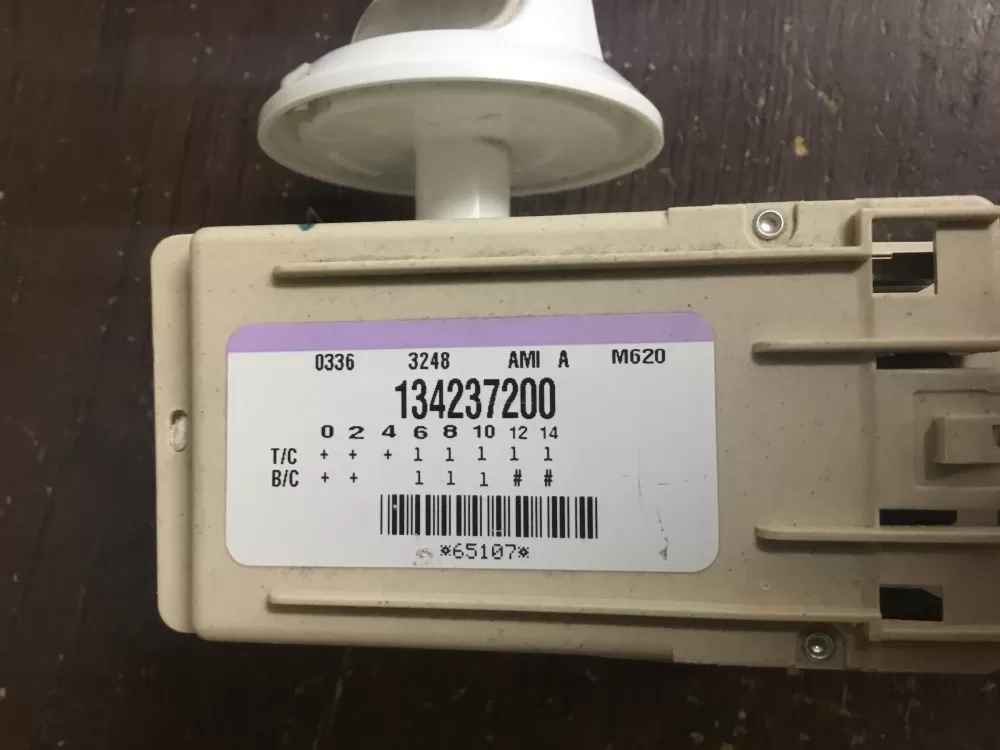 0336 3248 AMI A M620
134237200
0 2 4 6 8 10 12 14
T/C + + + 1 1 1 1 1
B/C + + 1 1 1 # #
*65107*